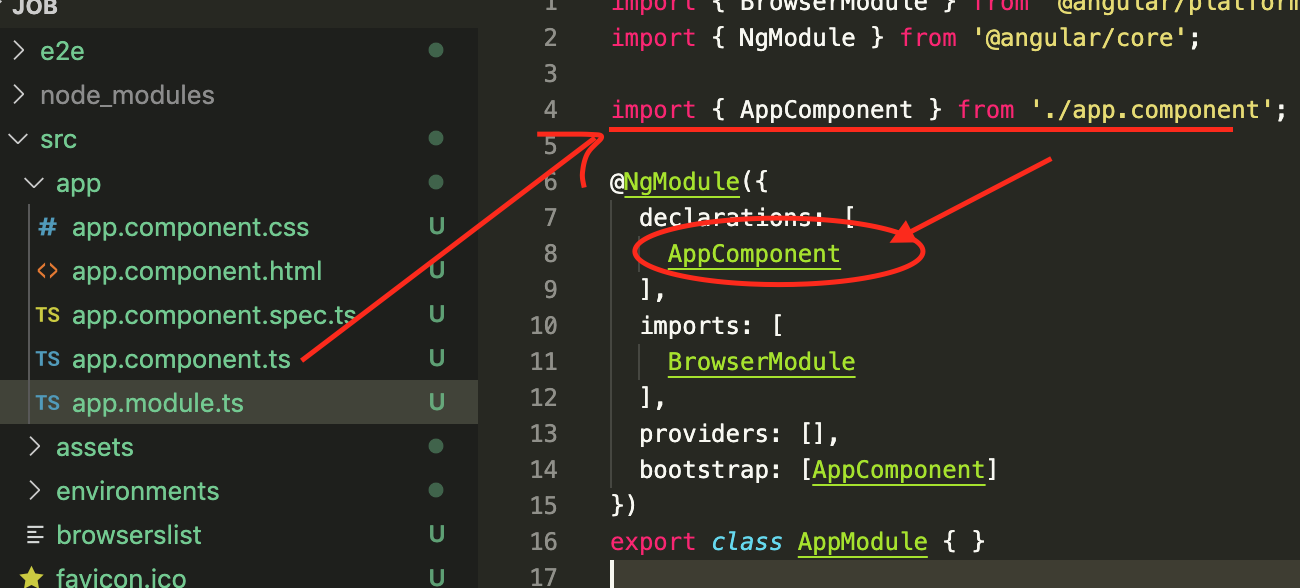 JOB
e2e
node_modules
src
app
# app.component.css U
<> app.component.html U
TS app.component.spec.ts U
TS app.component.ts U
TS app.module.ts U
assets
environments
browserslist U
favicon.ico U
1 import { BrowserModule } from '@angular/platform
2 import { NgModule } from '@angular/core';
3
4 import { AppComponent } from './app.component';
5
6 @NgModule({
7 declarations: [
8 AppComponent
9 ],
10 imports: [
11 BrowserModule
12 ],
13 providers: [],
14 bootstrap: [AppComponent]
15 })
16 export class AppModule { }
17